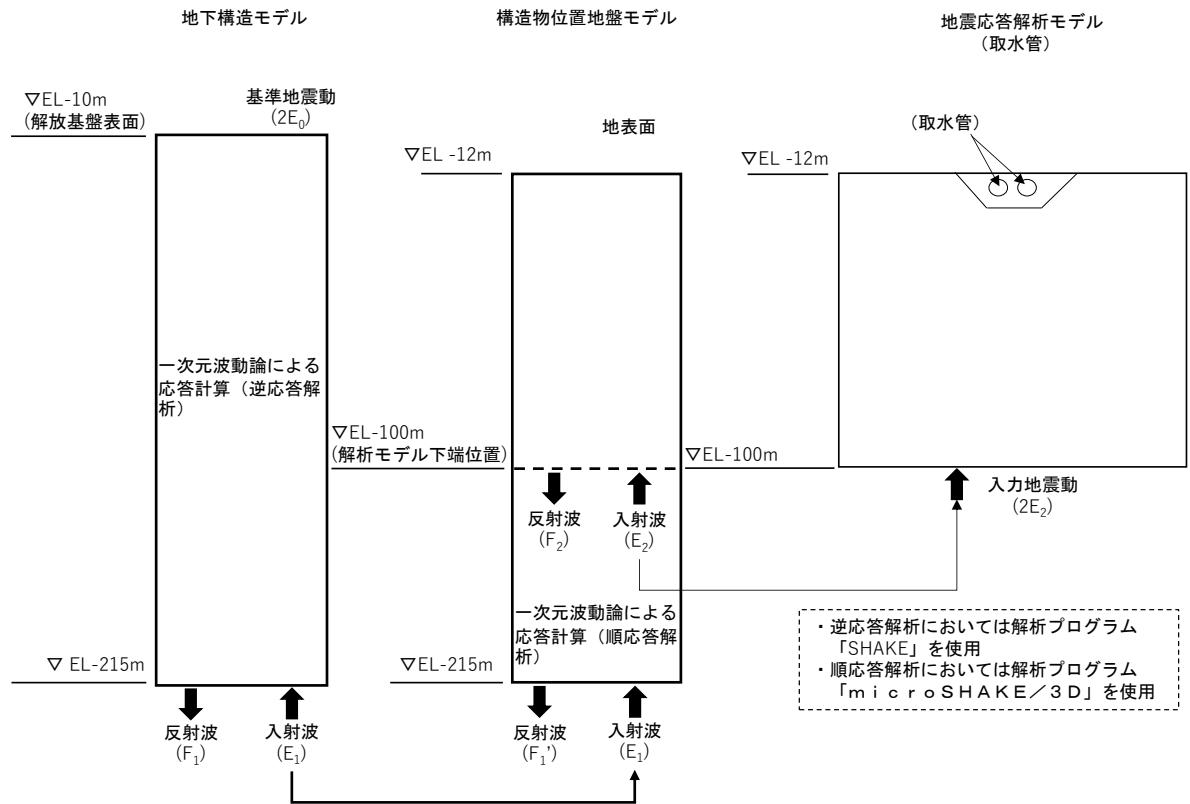 地下構造モデル
▽EL-10m
(解放基盤表面)
基準地震動
(2E₀)
一次元波動論による
応答計算（逆応答解
析）
▽ EL-215m
反射波
(F₁)
入射波
(E₁)
構造物位置地盤モデル
地表面
▽EL -12m
▽EL-100m
(解析モデル下端位置)
反射波
(F₂)
入射波
(E₂)
一次元波動論による
応答計算（順応答解
析）
▽EL-215m
反射波
(F₁')
入射波
(E₁)
地震応答解析モデル
（取水管）
(取水管)
▽EL -12m
▽EL-100m
入力地震動
(2E₂)
・逆応答解析においては解析プログラム
「SHAKE」を使用
・順応答解析においては解析プログラム
「ｍｉｃｒｏＳＨＡＫＥ／３Ｄ」を使用